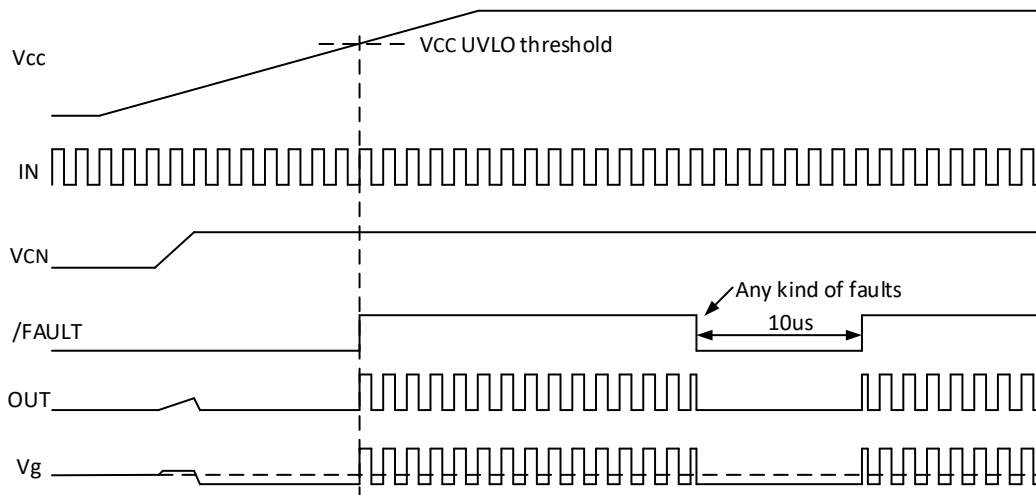 VCC UVLO threshold
Vcc
IN
VCN
Any kind of faults
/FAULT
10us
OUT
Vg